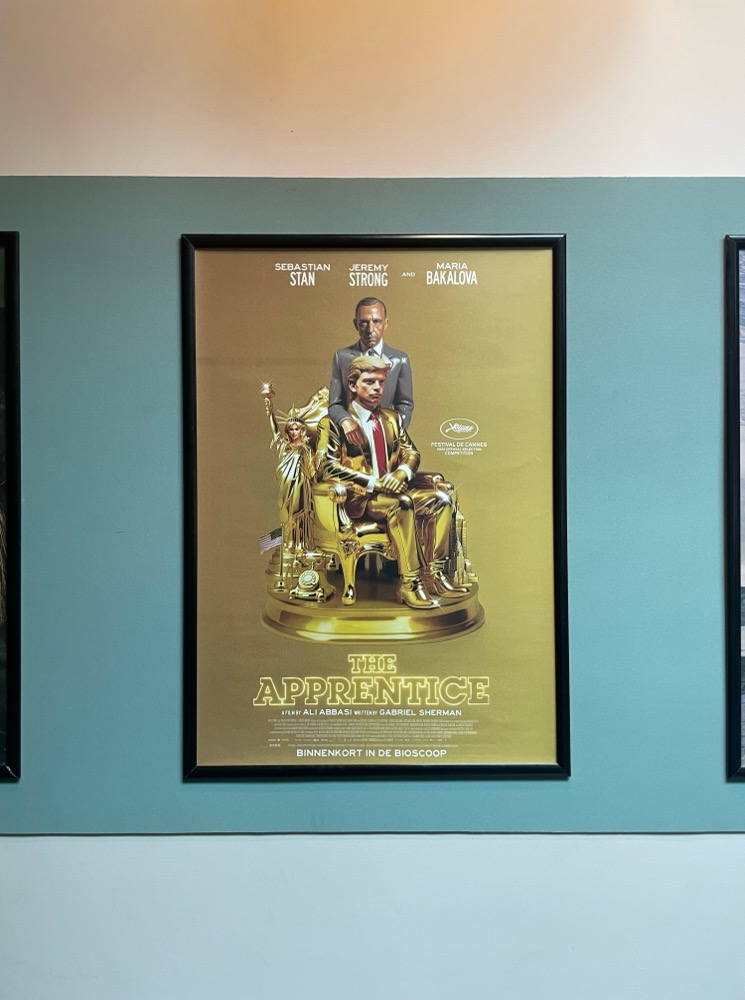 SEBASTIAN STAN
JEREMY STRONG
AND
MARIA BAKALOVA
FESTIVAL DE CANNES
2024 OFFICIAL SELECTION
COMPETITION
THE
APPRENTICE
A FILM BY ALI ABBASI WRITTEN BY GABRIEL SHERMAN
BINNENKORT IN DE BIOSCOOP